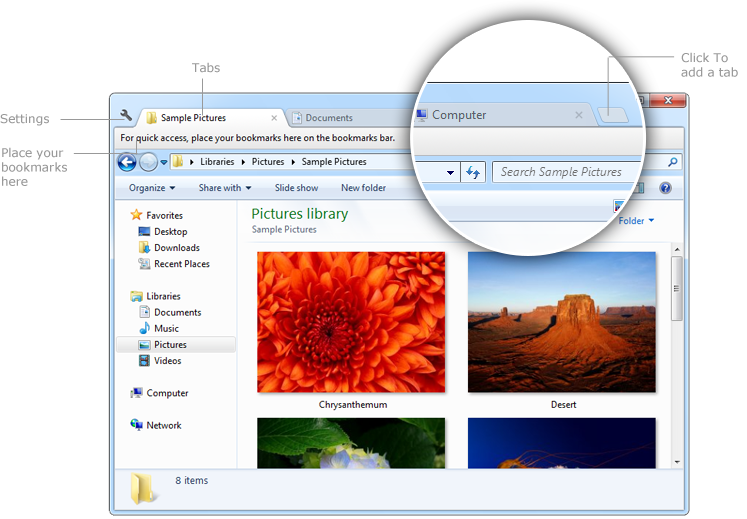 Click To
add a tab
Tabs
Settings
Place your
bookmarks
here
Sample Pictures
Documents
Computer
For quick access, place your bookmarks here on the bookmarks bar.
Libraries Pictures Sample Pictures
Search Sample Pictures
Organize Share with Slide show New folder
Favorites
Desktop
Downloads
Recent Places
Libraries
Documents
Music
Pictures
Videos
Computer
Network
Pictures library
Sample Pictures
Folder
Chrysanthemum
Desert
8 items